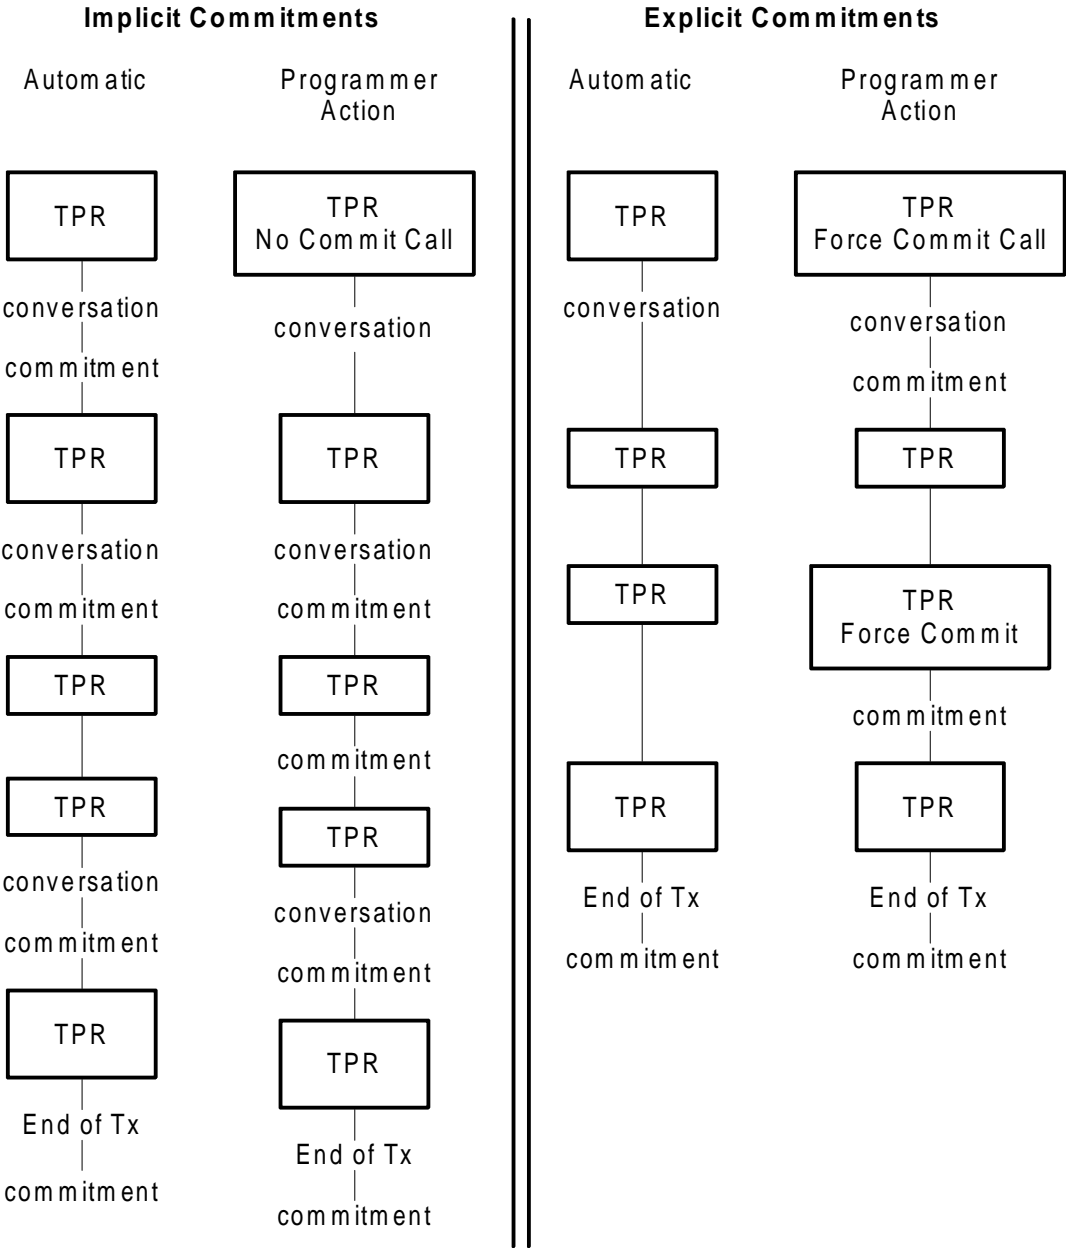 Implicit Commitments
Automatic
Programmer
Action
TPR
conversation
commitment
TPR
conversation
commitment
TPR
TPR
conversation
commitment
TPR
End of Tx
commitment
TPR
No Commit Call
conversation
TPR
conversation
commitment
TPR
commitment
TPR
conversation
commitment
TPR
End of Tx
commitment
Explicit Commitments
Automatic
Programmer
Action
TPR
conversation
TPR
TPR
TPR
End of Tx
commitment
TPR
Force Commit Call
conversation
commitment
TPR
TPR
Force Commit
commitment
TPR
End of Tx
commitment